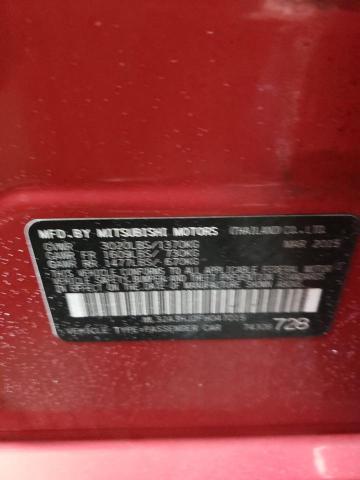 MFD.BY MITSUBISHI MOTORS (THAILAND CO.,LTD.
GVWR 3020LBS/1370KG MAR 2015
GAWR FR 1609LBS/ 730KG
GAWR RR 1477LBS/ 670KG
THIS VEHICLE CONFORMS TO ALL APPLICABLE FEDERAL MOTOR
VEHICLE SAFETY, BUMPER AND THEFT PREVENTION STANDARDS IN
EFFECT ON THE DATE OF MANUFACTURE SHOWN ABOVE.
VEHICLE TYPE-PASSENGER CAR 728